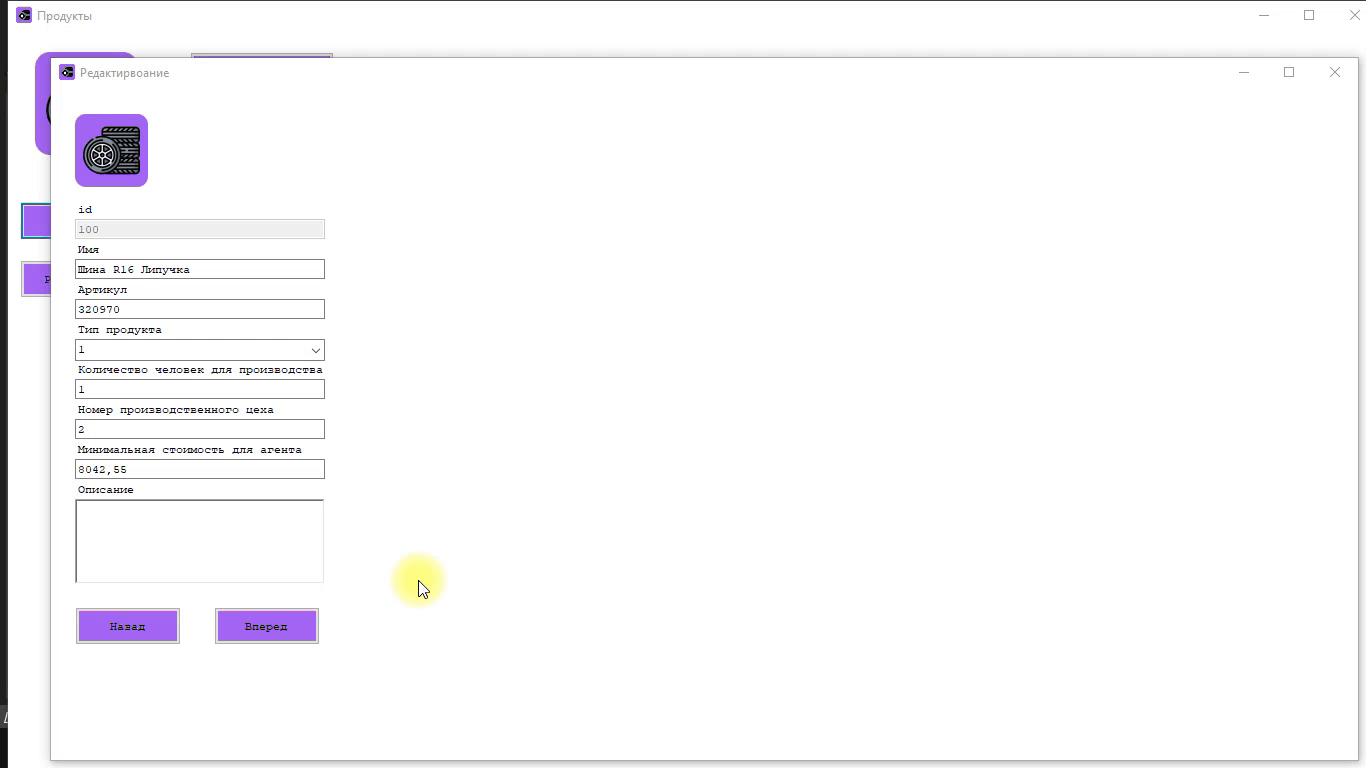 Продукты
Редактирвоание
id
100
Имя
Шина R16 Липучка
Артикул
320970
Тип продукта
1
Количество человек для производства
1
Номер производственного цеха
2
Минимальная стоимость для агента
8042,55
Описание
Назад
Вперед